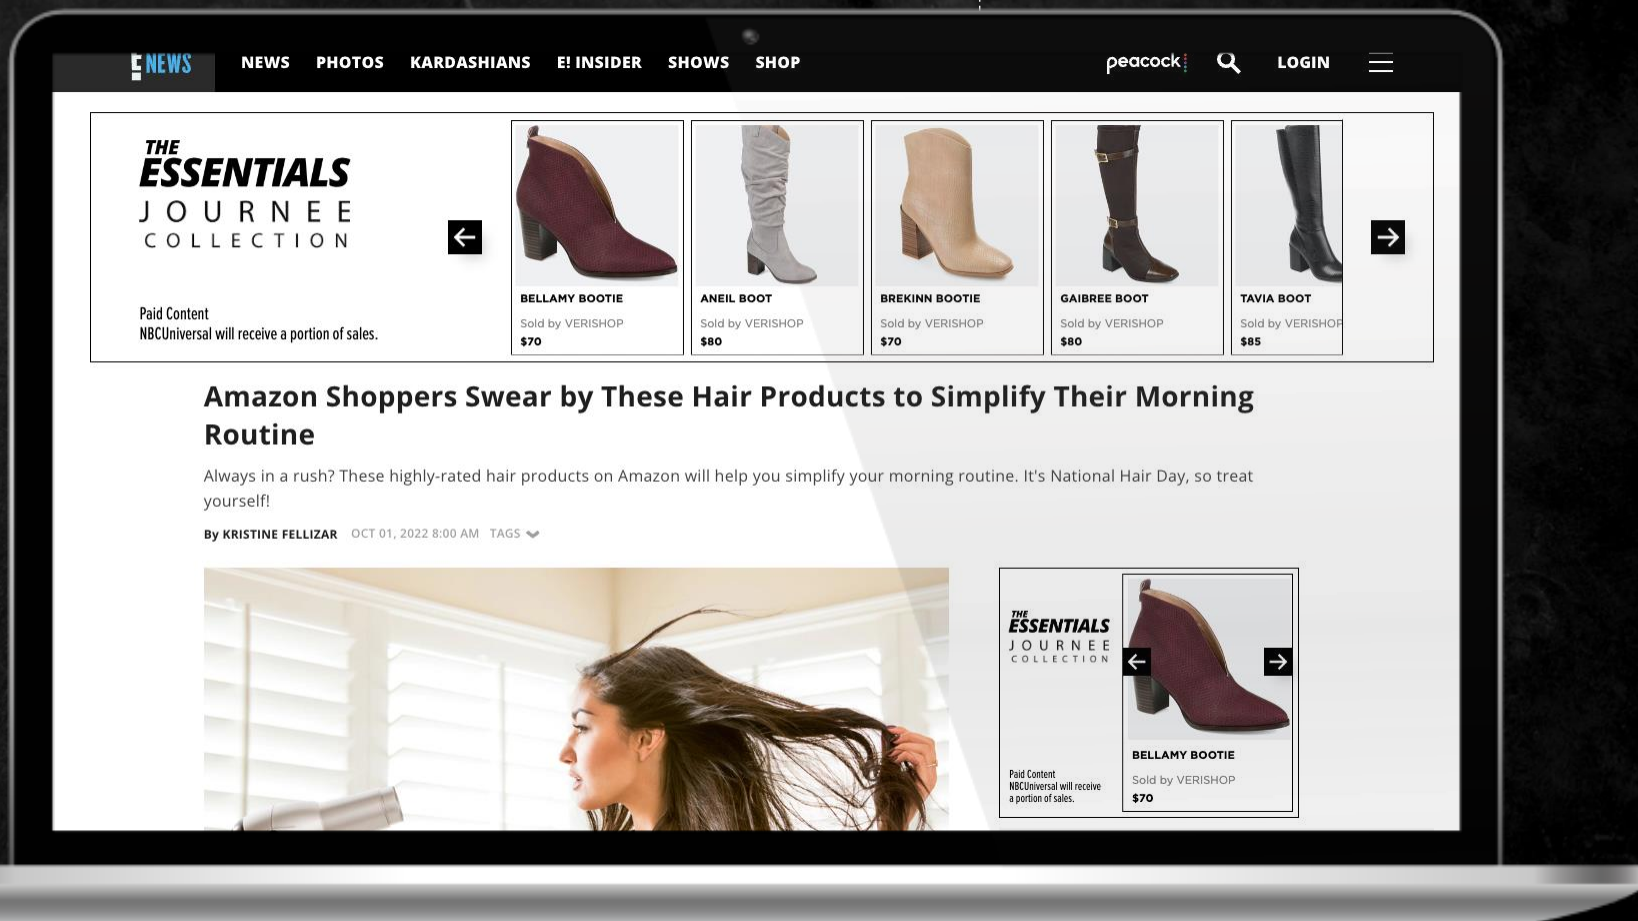 E! NEWS
NEWS PHOTOS KARDASHIANS E! INSIDER SHOWS SHOP
peacock
LOGIN
THE
ESSENTIALS
JOURNEE
COLLECTION
Paid Content
NBCUniversal will receive a portion of sales.
BELLAMY BOOTIE
Sold by VERISHOP
$70
ANEIL BOOT
Sold by VERISHOP
$80
BREKINN BOOTIE
Sold by VERISHOP
$70
GAIBREE BOOT
Sold by VERISHOP
$80
TAVIA BOOT
Sold by VERISHOP
$85
Amazon Shoppers Swear by These Hair Products to Simplify Their Morning
Routine
Always in a rush? These highly-rated hair products on Amazon will help you simplify your morning routine. It's National Hair Day, so treat
yourself!
By KRISTINE FELLIZAR OCT 01, 2022 8:00 AM TAGS
THE
ESSENTIALS
JOURNEE
COLLECTION
Paid Content
NBCUniversal will receive
a portion of sales.
BELLAMY BOOTIE
Sold by VERISHOP
$70